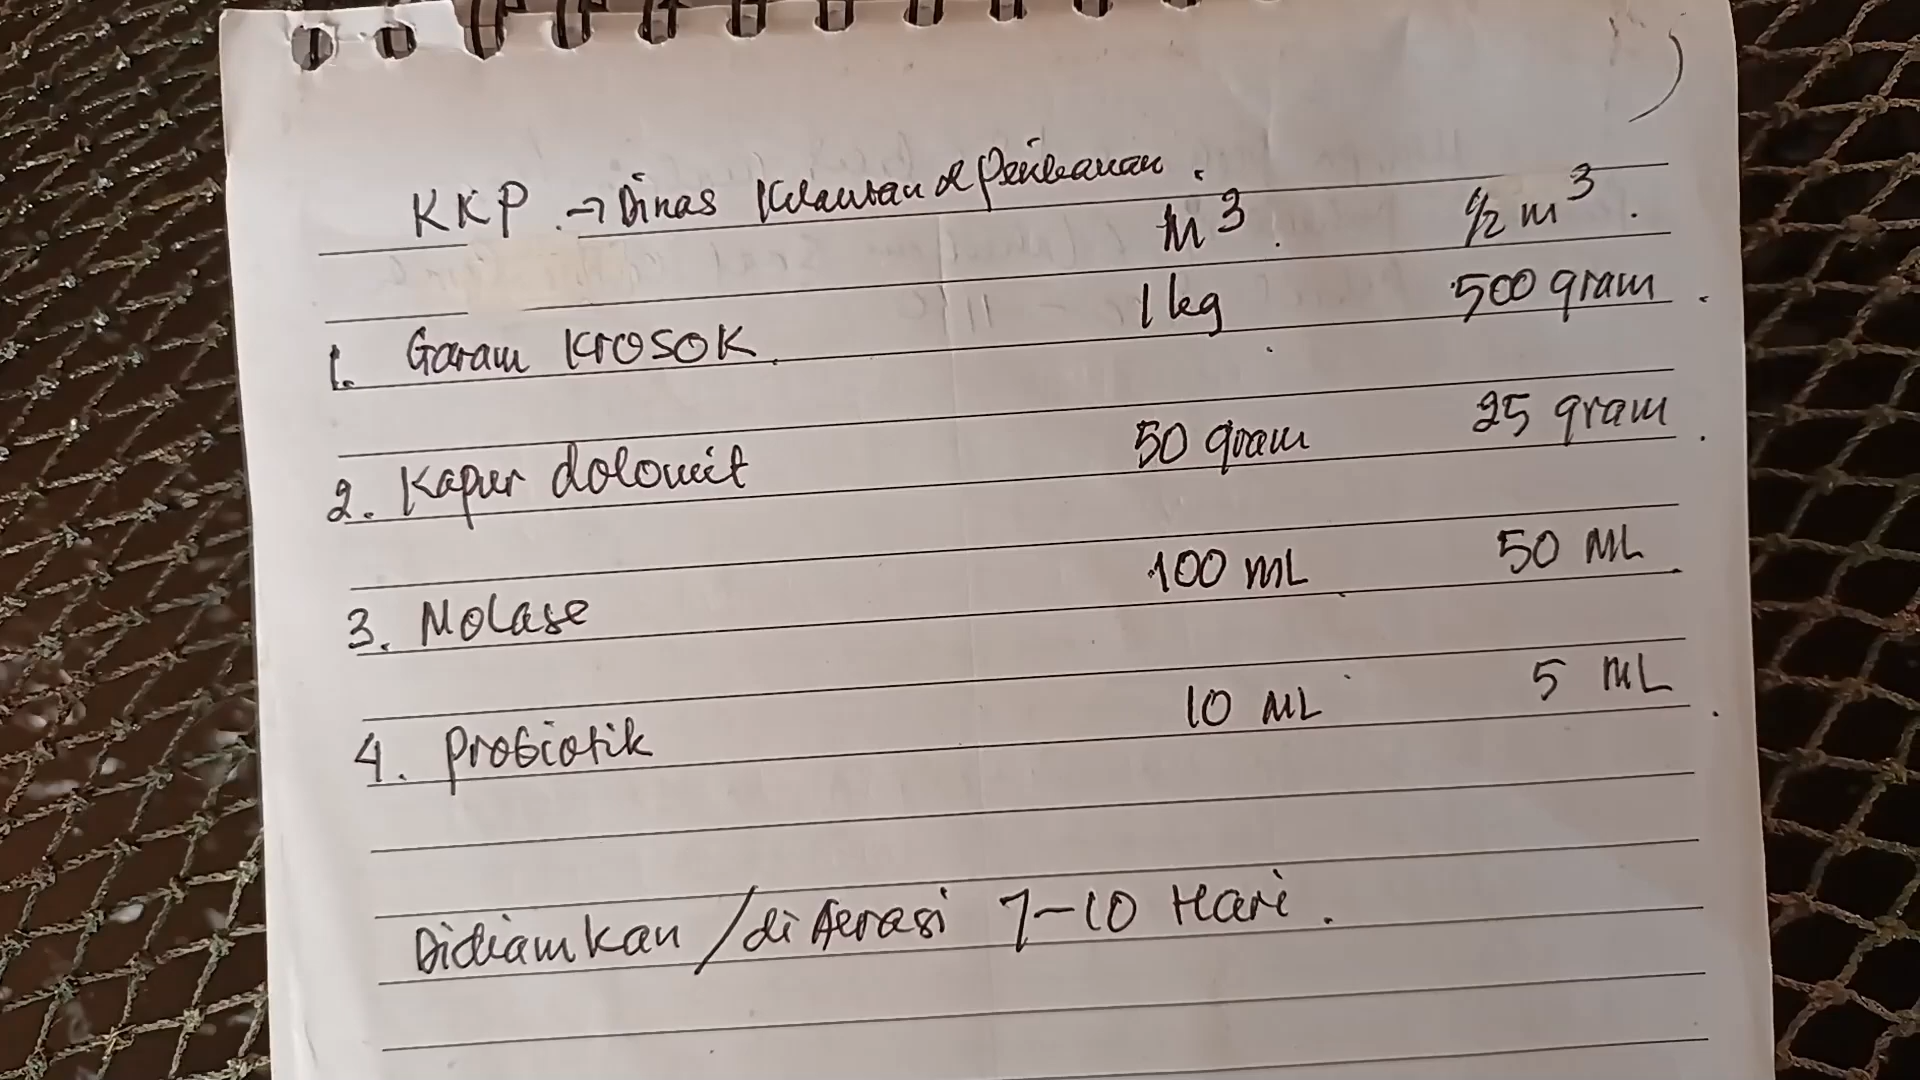 KKP → Dinas Kelautan & Perikanan.
M³. ½ m³.
1. Garam Krosok 1 kg 500 gram
2. Kapur dolomit 50 gram 25 gram
3. Molase 100 mL 50 ML
4. Probiotik 10 ML 5 mL
Didiamkan / di Aerasi 7-10 Hari.